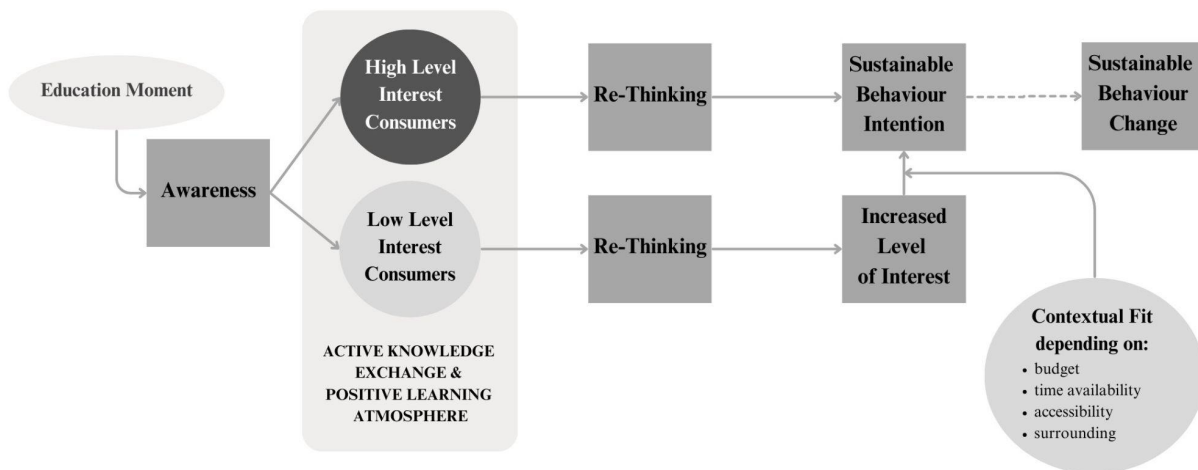 Education Moment
Awareness
High Level
Interest
Consumers
Low Level
Interest
Consumers
ACTIVE KNOWLEDGE
EXCHANGE &
POSITIVE LEARNING
ATMOSPHERE
Re-Thinking
Re-Thinking
Sustainable
Behaviour
Intention
Increased
Level
of Interest
Sustainable
Behaviour
Change
Contextual Fit
depending on:
• budget
• time availability
• accessibility
• surrounding